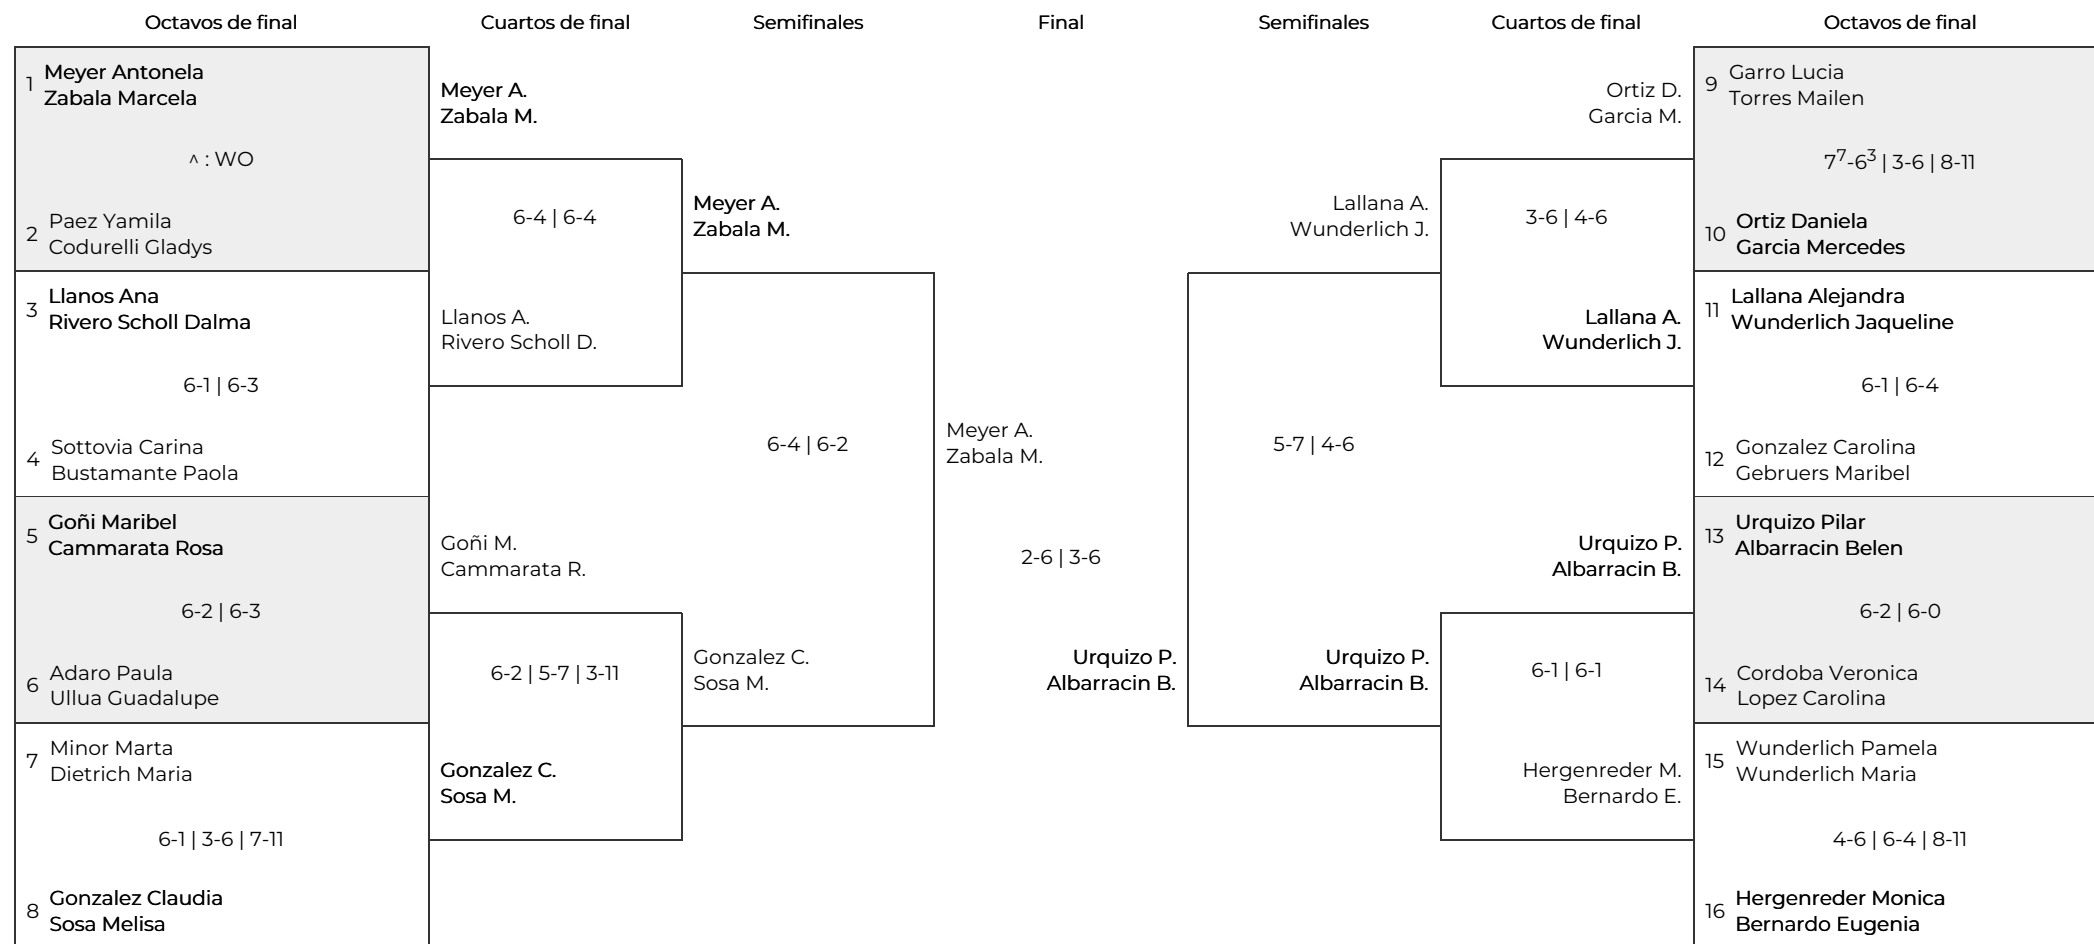 Octavos de final
Cuartos de final
Semifinales
Final
Semifinales
Cuartos de final
Octavos de final
1
Meyer Antonela
Zabala Marcela
^ : WO
2
Paez Yamila
Codurelli Gladys
3
Llanos Ana
Rivero Scholl Dalma
6-1 | 6-3
4
Sottovia Carina
Bustamante Paola
5
Goñi Maribel
Cammarata Rosa
6-2 | 6-3
6
Adaro Paula
Ullua Guadalupe
7
Minor Marta
Dietrich Maria
6-1 | 3-6 | 7-11
8
Gonzalez Claudia
Sosa Melisa
Meyer A.
Zabala M.
6-4 | 6-4
Llanos A.
Rivero Scholl D.
Goñi M.
Cammarata R.
6-2 | 5-7 | 3-11
Gonzalez C.
Sosa M.
Meyer A.
Zabala M.
6-4 | 6-2
Gonzalez C.
Sosa M.
Meyer A.
Zabala M.
2-6 | 3-6
Urquizo P.
Albarracin B.
Lallana A.
Wunderlich J.
5-7 | 4-6
Urquizo P.
Albarracin B.
Ortiz D.
Garcia M.
3-6 | 4-6
Lallana A.
Wunderlich J.
Urquizo P.
Albarracin B.
6-1 | 6-1
Hergenreder M.
Bernardo E.
9
Garro Lucia
Torres Mailen
7⁷-6³ | 3-6 | 8-11
10
Ortiz Daniela
Garcia Mercedes
11
Lallana Alejandra
Wunderlich Jaqueline
6-1 | 6-4
12
Gonzalez Carolina
Gebruers Maribel
13
Urquizo Pilar
Albarracin Belen
6-2 | 6-0
14
Cordoba Veronica
Lopez Carolina
15
Wunderlich Pamela
Wunderlich Maria
4-6 | 6-4 | 8-11
16
Hergenreder Monica
Bernardo Eugenia